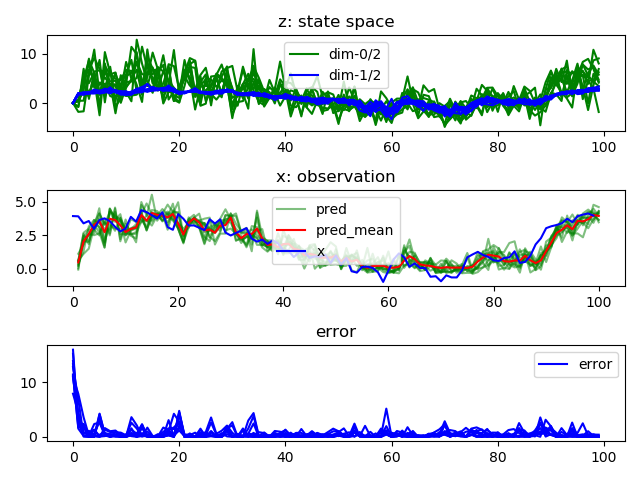 z: state space
10
0
dim-0/2
dim-1/2
0 20 40 60 80 100
x: observation
5.0
2.5
0.0
pred
pred_mean
x
0 20 40 60 80 100
error
10
0
error
0 20 40 60 80 100